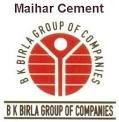 Maihar Cement
B K BIRLA GROUP OF COMPANIES
B K BIRLA GROUP OF COMPANIES